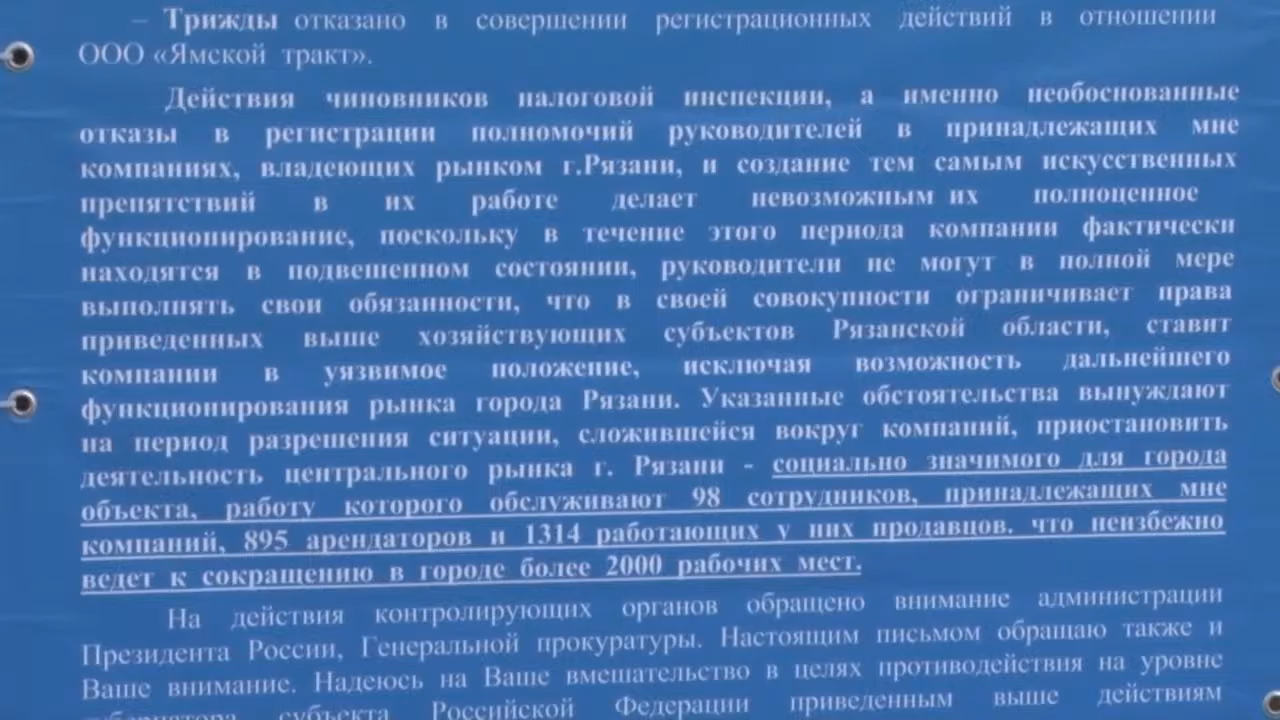 – Трижды отказано в совершении регистрационных действий в отношении
ООО «Ямской тракт».
Действия чиновников налоговой инспекции, а именно необоснованные
отказы в регистрации полномочий руководителей в принадлежащих мне
компаниях, владеющих рынком г.Рязани, и создание тем самым искусственных
препятствий в их работе делает невозможным их полноценное
функционирование, поскольку в течение этого периода компании фактически
находятся в подвешенном состоянии, руководители не могут в полной мере
выполнять свои обязанности, что в своей совокупности ограничивает права
приведенных выше хозяйствующих субъектов Рязанской области, ставит
компании в уязвимое положение, исключая возможность дальнейшего
функционирования рынка города Рязани. Указанные обстоятельства вынуждают
на период разрешения ситуации, сложившейся вокруг компаний, приостановить
деятельность центрального рынка г. Рязани - социально значимого для города
объекта, работу которого обслуживают 98 сотрудников, принадлежащих мне
компаний, 895 арендаторов и 1314 работающих у них продавцов. что неизбежно
ведет к сокращению в городе более 2000 рабочих мест.
На действия контролирующих органов обращено внимание администрации
Президента России, Генеральной прокуратуры. Настоящим письмом обращаю также и
Ваше внимание. Надеюсь на Ваше вмешательство в целях противодействия на уровне
губернатора субъекта Российской Федерации приведенным выше действиям